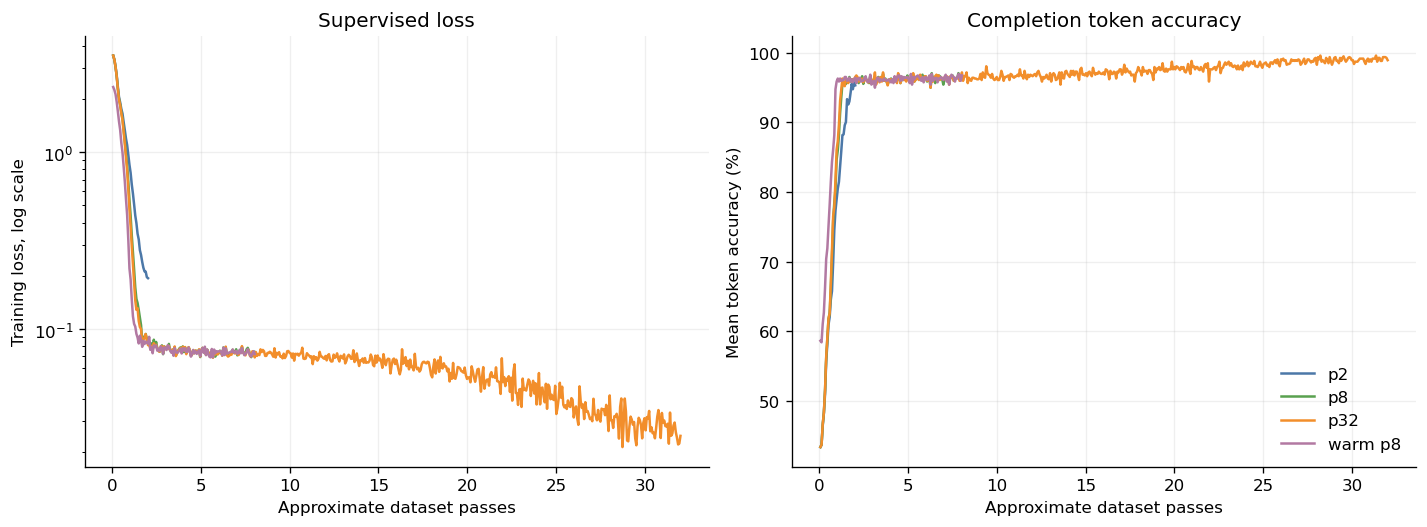 Supervised loss
Training loss, log scale
10⁰
10⁻¹
0 5 10 15 20 25 30
Approximate dataset passes
Completion token accuracy
Mean token accuracy (%)
100
90
80
70
60
50
0 5 10 15 20 25 30
Approximate dataset passes
p2
p8
p32
warm p8